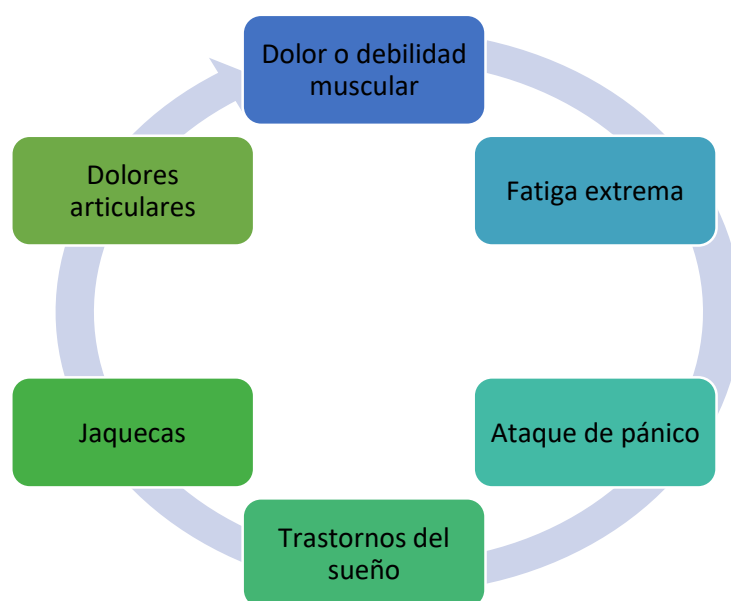 Dolor o debilidad
muscular
Fatiga extrema
Ataque de pánico
Trastornos del
sueño
Jaquecas
Dolores
articulares